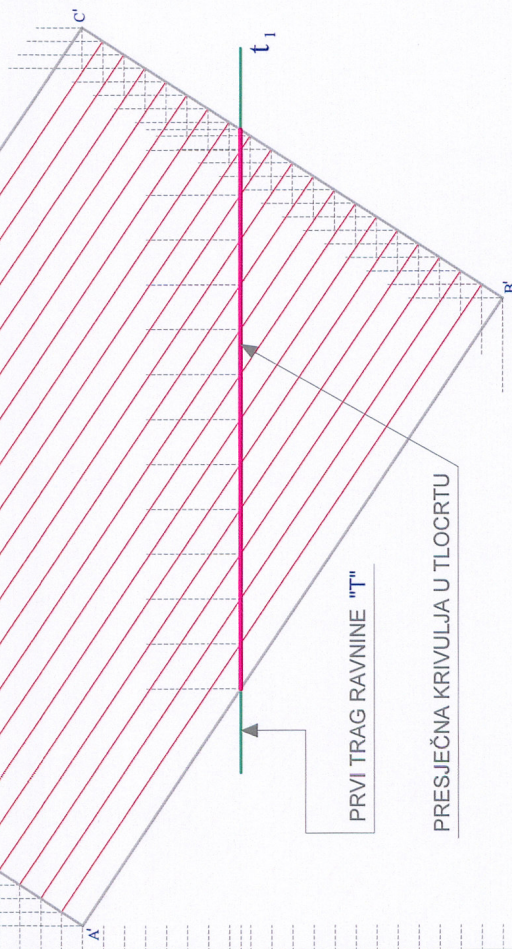 C'
t₁
B'
A'
PRVI TRAG RAVNINE "T"
PRESJEČNA KRIVULJA U TLOCRTU